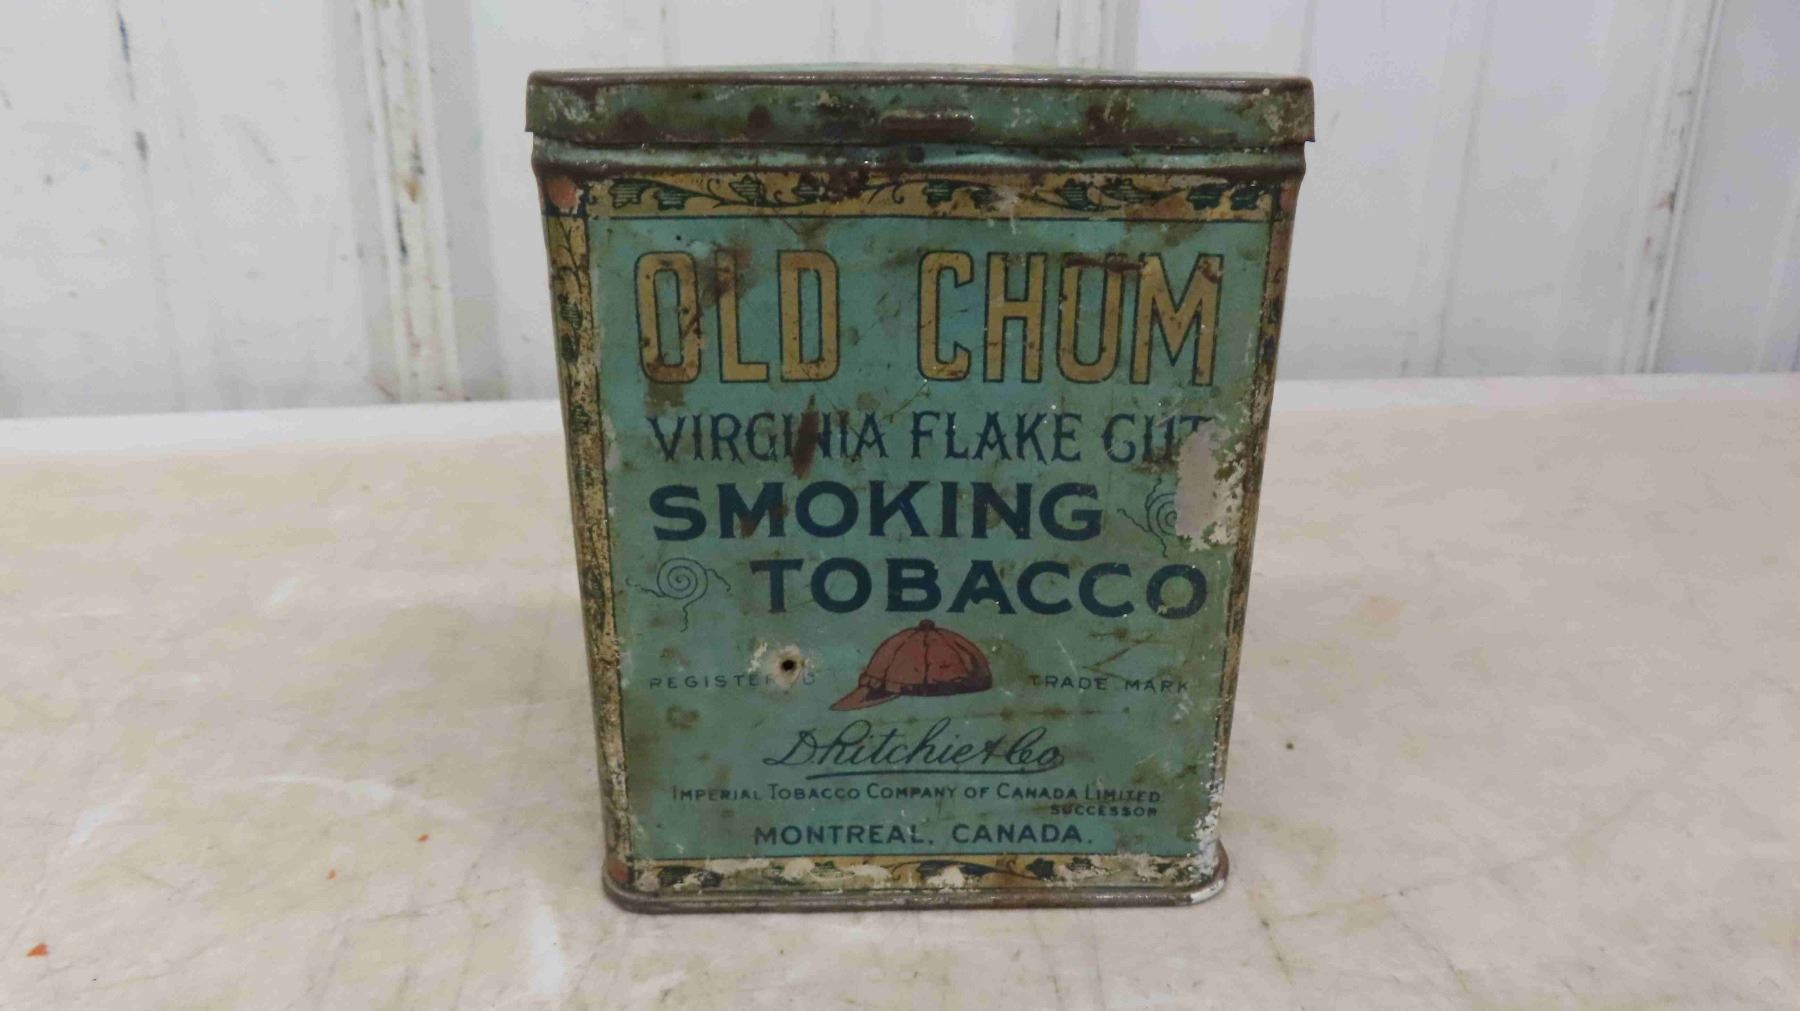 OLD CHUM
VIRGINIA FLAKE CUT
SMOKING
TOBACCO
REGISTERED TRADE MARK
D. Ritchie & Co.
IMPERIAL TOBACCO COMPANY OF CANADA LIMITED
SUCCESSOR
MONTREAL, CANADA.